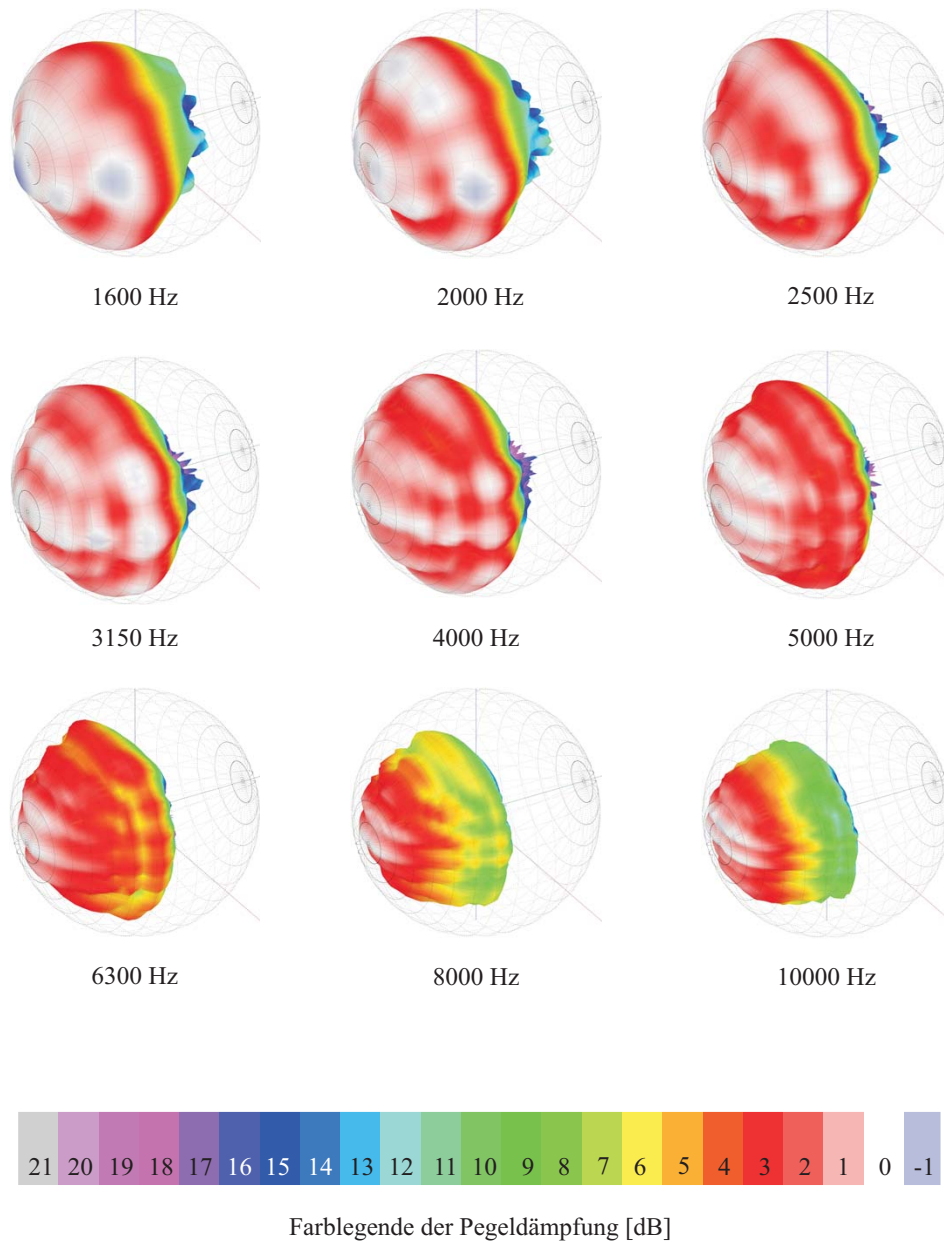 1600 Hz 2000 Hz 2500 Hz
3150 Hz 4000 Hz 5000 Hz
6300 Hz 8000 Hz 10000 Hz
21 20 19 18 17 16 15 14 13 12 11 10 9 8 7 6 5 4 3 2 1 0 -1
Farblegende der Pegeldämpfung [dB]